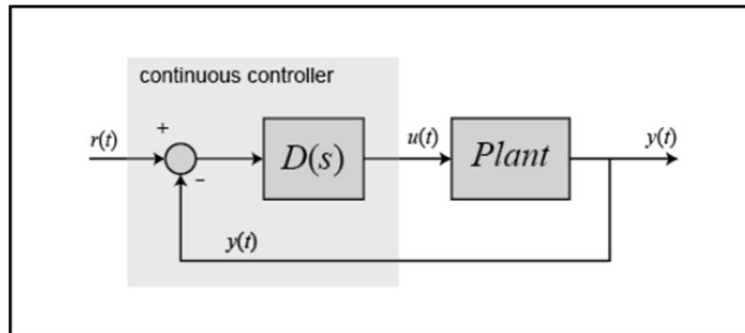 continuous controller
r(t)
+
-
D(s)
u(t)
Plant
y(t)
y(t)